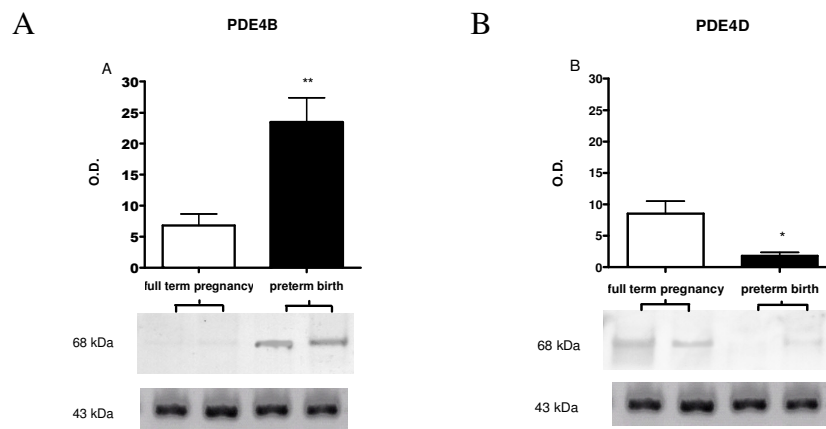 A
PDE4B
A
30
**
25
20
O.D.
15
10
5
0
full term pregnancy preterm birth
68 kDa
43 kDa
B
PDE4D
B
30
25
20
O.D.
15
10
*
5
0
full term pregnancy preterm birth
68 kDa
43 kDa